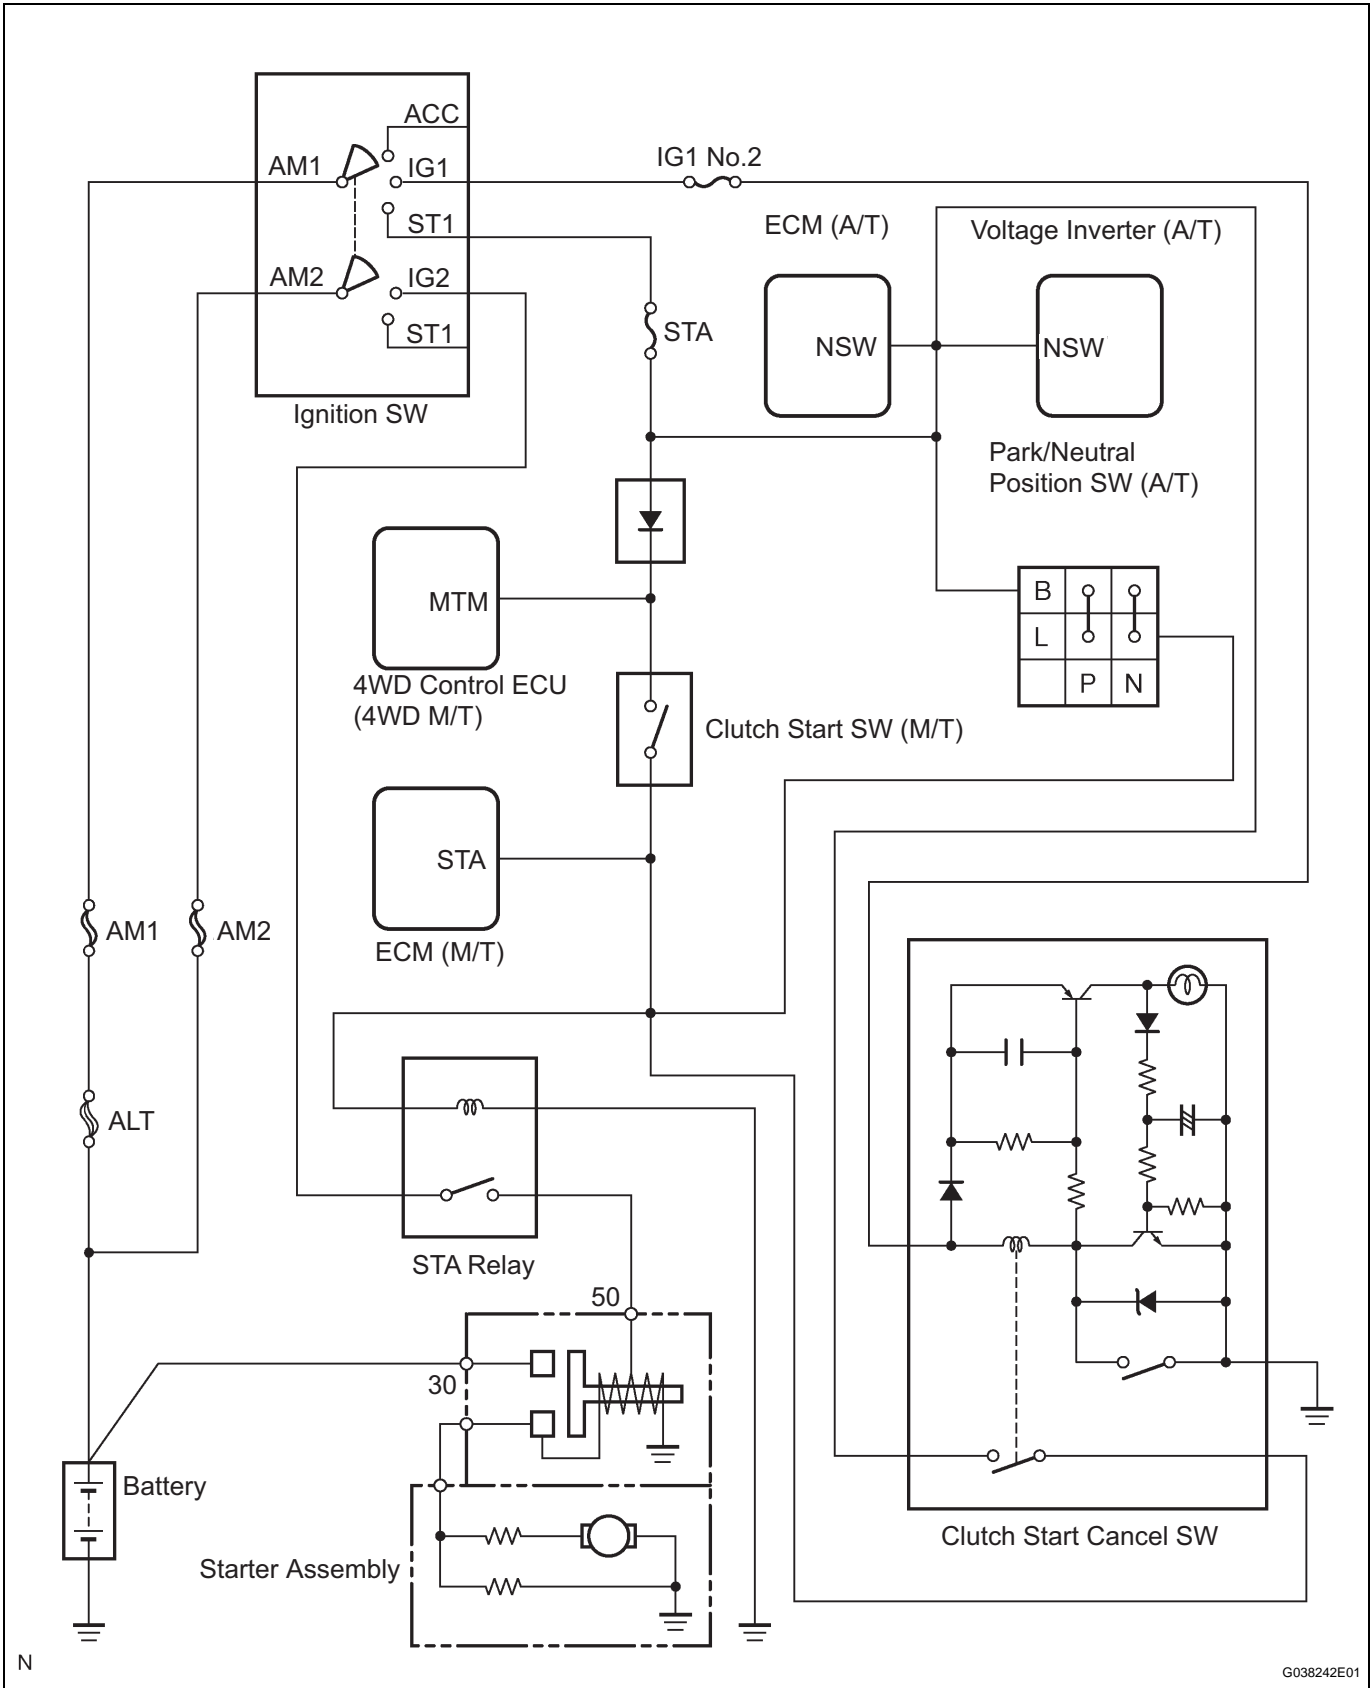 ACC
AM1
IG1
ST1
AM2
IG2
ST1
Ignition SW
IG1 No.2
STA
ECM (A/T)
NSW
Voltage Inverter (A/T)
NSW
Park/Neutral
Position SW (A/T)
B
L
P N
MTM
4WD Control ECU
(4WD M/T)
Clutch Start SW (M/T)
STA
ECM (M/T)
AM1
AM2
ALT
STA Relay
50
30
Battery
Starter Assembly
Clutch Start Cancel SW
N
G038242E01